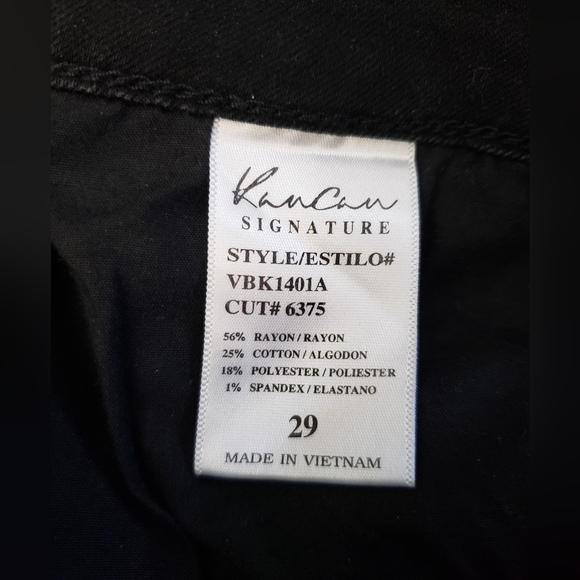 KanCan
SIGNATURE
STYLE/ESTILO#
VBK1401A
CUT# 6375
56% RAYON/RAYON
25% COTTON/ALGODON
18% POLYESTER/POLIESTER
1% SPANDEX/ELASTANO
29
MADE IN VIETNAM